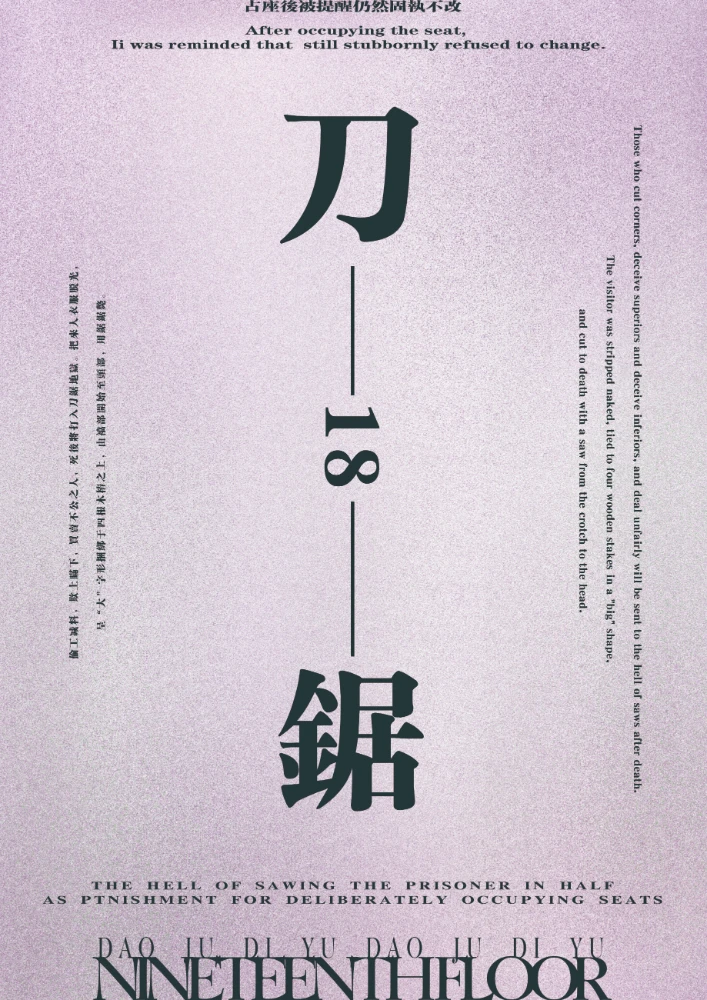 占座後被提醒仍然固執不改
After occupying the seat,
Ii was reminded that still stubbornly refused to change.
刀
18
鋸
Those who cut corners, deceive superiors and deceive inferiors, and deal unfairly will be sent to the hell of saws after death.
The visitor was stripped naked, tied to four wooden stakes in a "big" shape,
and cut to death with a saw from the crotch to the head.
偷工減料，欺上瞞下，買賣不公之人，死後將打入刀鋸地獄。把來人衣服脫光，
呈“大”字形捆綁于四根木樁之上，由襠部開始至頭部，用鋸鋸斃。
THE HELL OF SAWING THE PRISONER IN HALF
AS PTNISHMENT FOR DELIBERATELY OCCUPYING SEATS
DAO JU DI YU DAO JU DI YU
NINETEENTHFLOOR